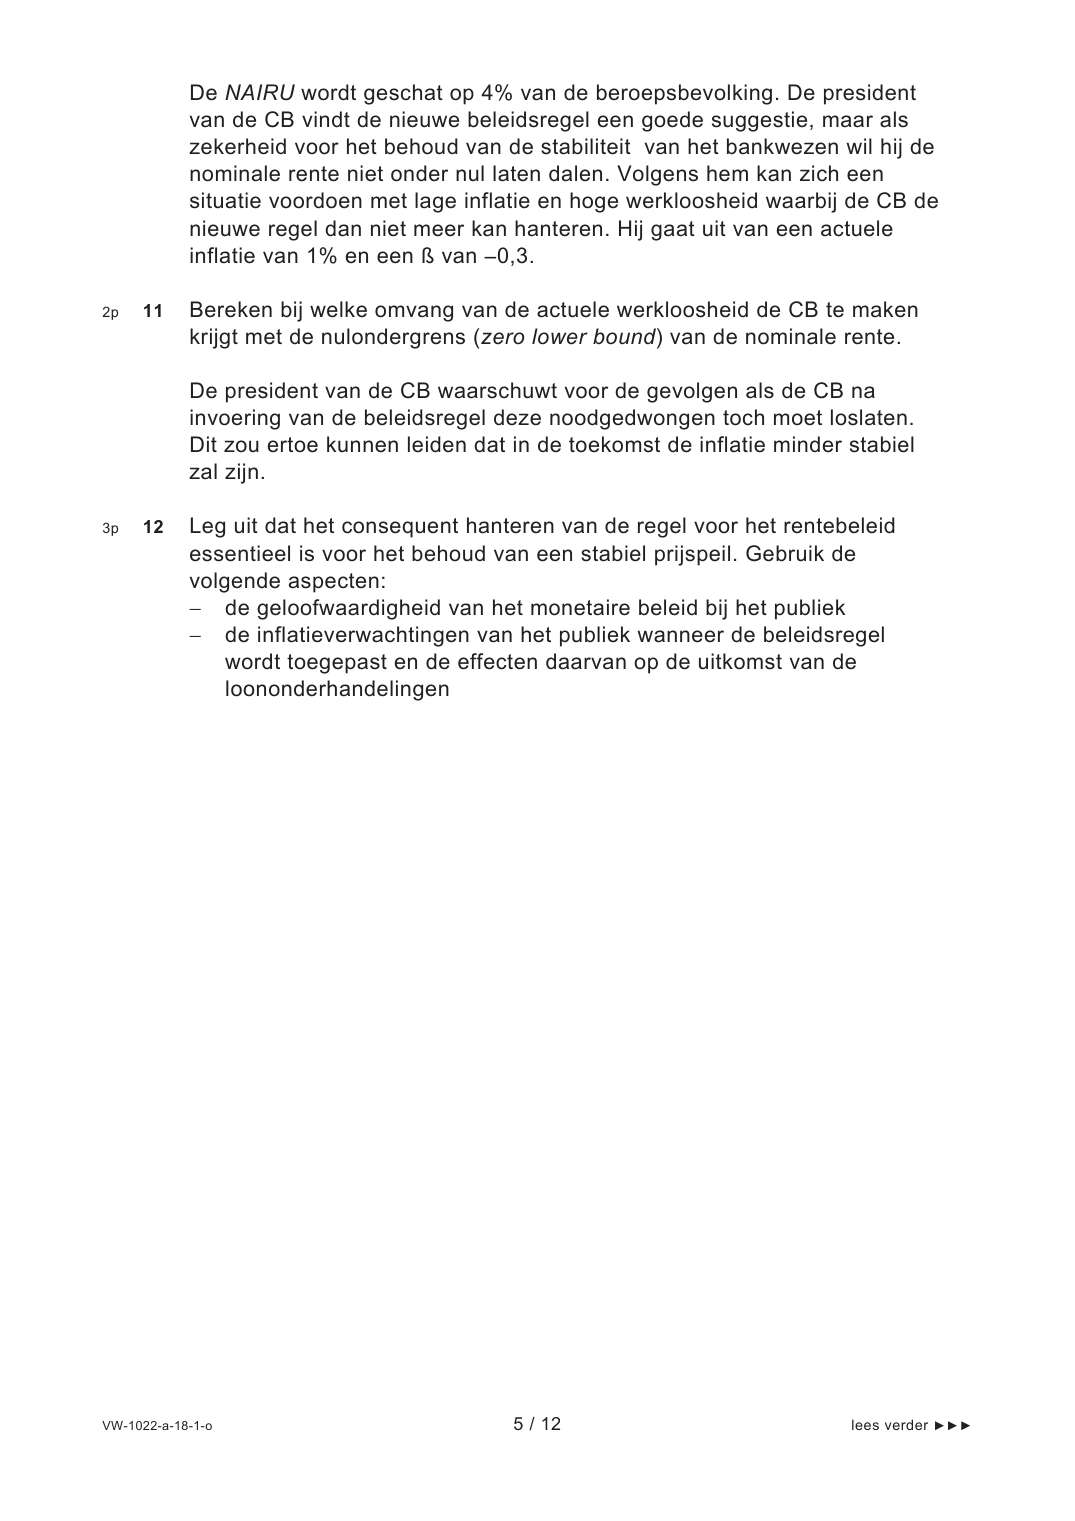 De NAIRU wordt geschat op 4% van de beroepsbevolking. De president
van de CB vindt de nieuwe beleidsregel een goede suggestie, maar als
zekerheid voor het behoud van de stabiliteit  van het bankwezen wil hij de
nominale rente niet onder nul laten dalen. Volgens hem kan zich een
situatie voordoen met lage inflatie en hoge werkloosheid waarbij de CB de
nieuwe regel dan niet meer kan hanteren. Hij gaat uit van een actuele
inflatie van 1% en een ß van –0,3.
2p 11 Bereken bij welke omvang van de actuele werkloosheid de CB te maken
krijgt met de nulondergrens (zero lower bound) van de nominale rente.
De president van de CB waarschuwt voor de gevolgen als de CB na
invoering van de beleidsregel deze noodgedwongen toch moet loslaten.
Dit zou ertoe kunnen leiden dat in de toekomst de inflatie minder stabiel
zal zijn.
3p 12 Leg uit dat het consequent hanteren van de regel voor het rentebeleid
essentieel is voor het behoud van een stabiel prijspeil. Gebruik de
volgende aspecten:
– de geloofwaardigheid van het monetaire beleid bij het publiek
– de inflatieverwachtingen van het publiek wanneer de beleidsregel
wordt toegepast en de effecten daarvan op de uitkomst van de
loononderhandelingen
VW-1022-a-18-1-o 5 / 12 lees verder ►►►